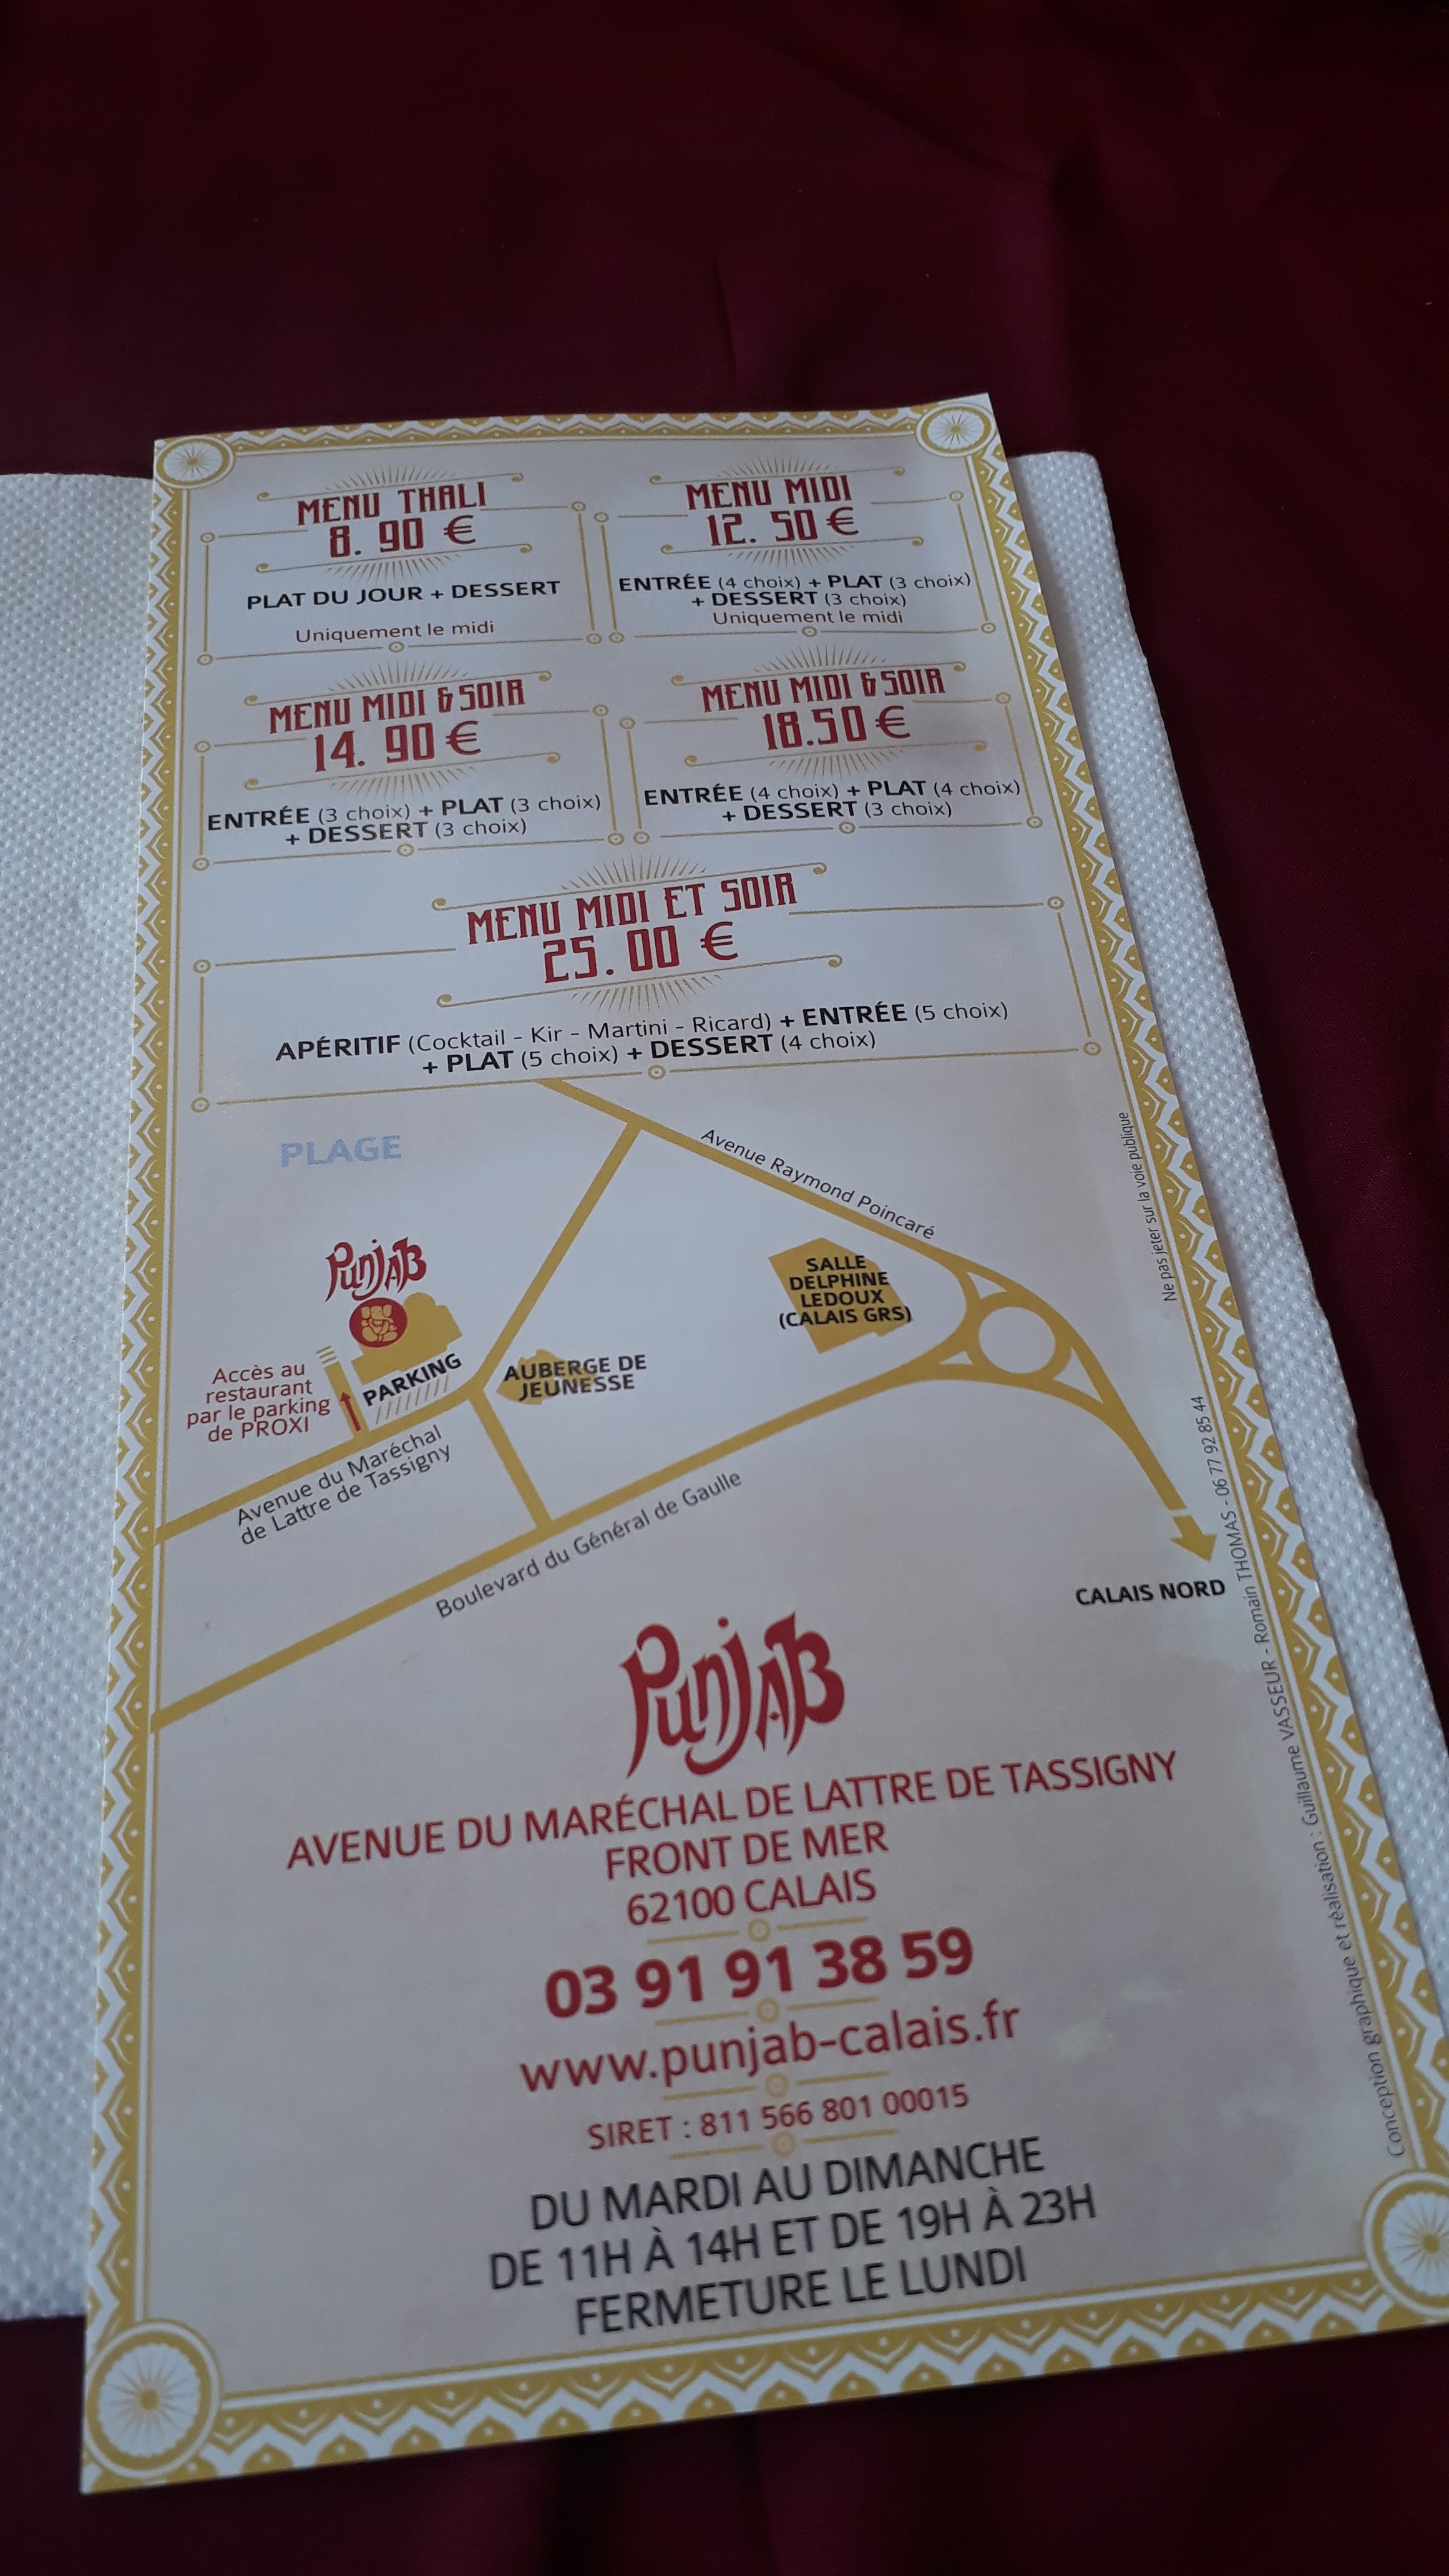 MENU THALI
8. 90 €
PLAT DU JOUR + DESSERT
Uniquement le midi
MENU MIDI
12. 50 €
ENTRÉE (4 choix) + PLAT (3 choix)
+ DESSERT (3 choix)
Uniquement le midi
MENU MIDI & SOIR
14. 90 €
ENTRÉE (3 choix) + PLAT (3 choix)
+ DESSERT (3 choix)
MENU MIDI & SOIR
18.50 €
ENTRÉE (4 choix) + PLAT (4 choix)
+ DESSERT (3 choix)
MENU MIDI ET SOIR
25. 00 €
APÉRITIF (Cocktail - Kir - Martini - Ricard) + ENTRÉE (5 choix)
+ PLAT (5 choix) + DESSERT (4 choix)
PLAGE
Avenue Raymond Poincaré
PunJAB
SALLE
DELPHINE
LEDOUX
(CALAIS GRS)
Accès au
restaurant
par le parking
de PROXI
PARKING
AUBERGE DE
JEUNESSE
Avenue du Maréchal
de Lattre de Tassigny
Boulevard du Général de Gaulle
CALAIS NORD
PunJAB
AVENUE DU MARÉCHAL DE LATTRE DE TASSIGNY
FRONT DE MER
62100 CALAIS
03 91 91 38 59
www.punjab-calais.fr
SIRET : 811 566 801 00015
DU MARDI AU DIMANCHE
DE 11H À 14H ET DE 19H À 23H
FERMETURE LE LUNDI
Ne pas jeter sur la voie publique
Conception graphique et réalisation : Guillaume VASSEUR - Romain THOMAS - 06 77 92 85 44